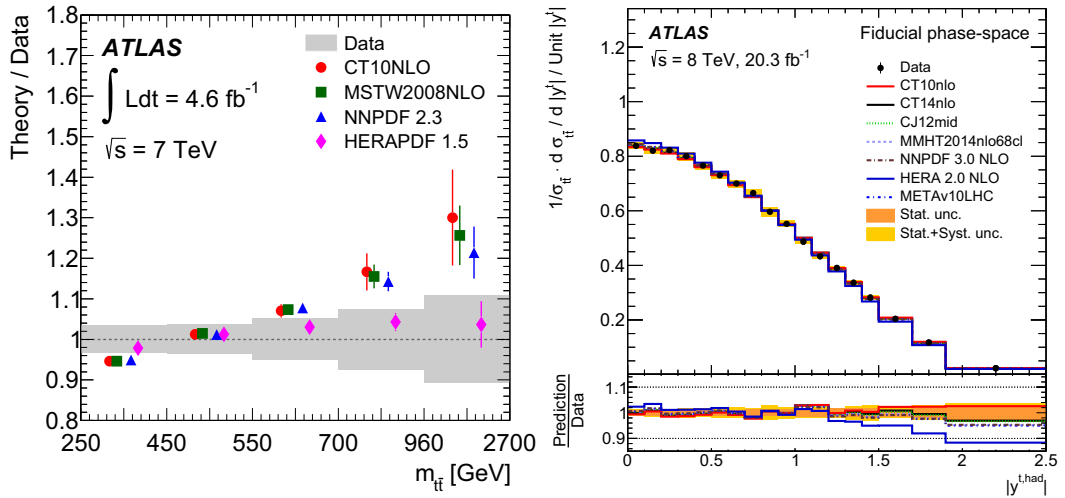 ATLAS
∫ Ldt = 4.6 fb⁻¹
√s = 7 TeV
Data
CT10NLO
MSTW2008NLO
NNPDF 2.3
HERAPDF 1.5
Theory / Data
1.8
1.7
1.6
1.5
1.4
1.3
1.2
1.1
1
0.9
0.8
250 450 550 700 960 2700
m_tt̄ [GeV]
ATLAS
Fiducial phase-space
√s = 8 TeV, 20.3 fb⁻¹
Data
CT10nlo
CT14nlo
CJ12mid
MMHT2014nlo68cl
NNPDF 3.0 NLO
HERA 2.0 NLO
METAv10LHC
Stat. unc.
Stat.+Syst. unc.
1/σ_tt̄ · d σ_tt̄ / d |y^t| / Unit |y^t|
1.2
1.0
0.8
0.6
0.4
0.2
Prediction
Data
1.1
1
0.9
0 0.5 1 1.5 2 2.5
|y^t,had|